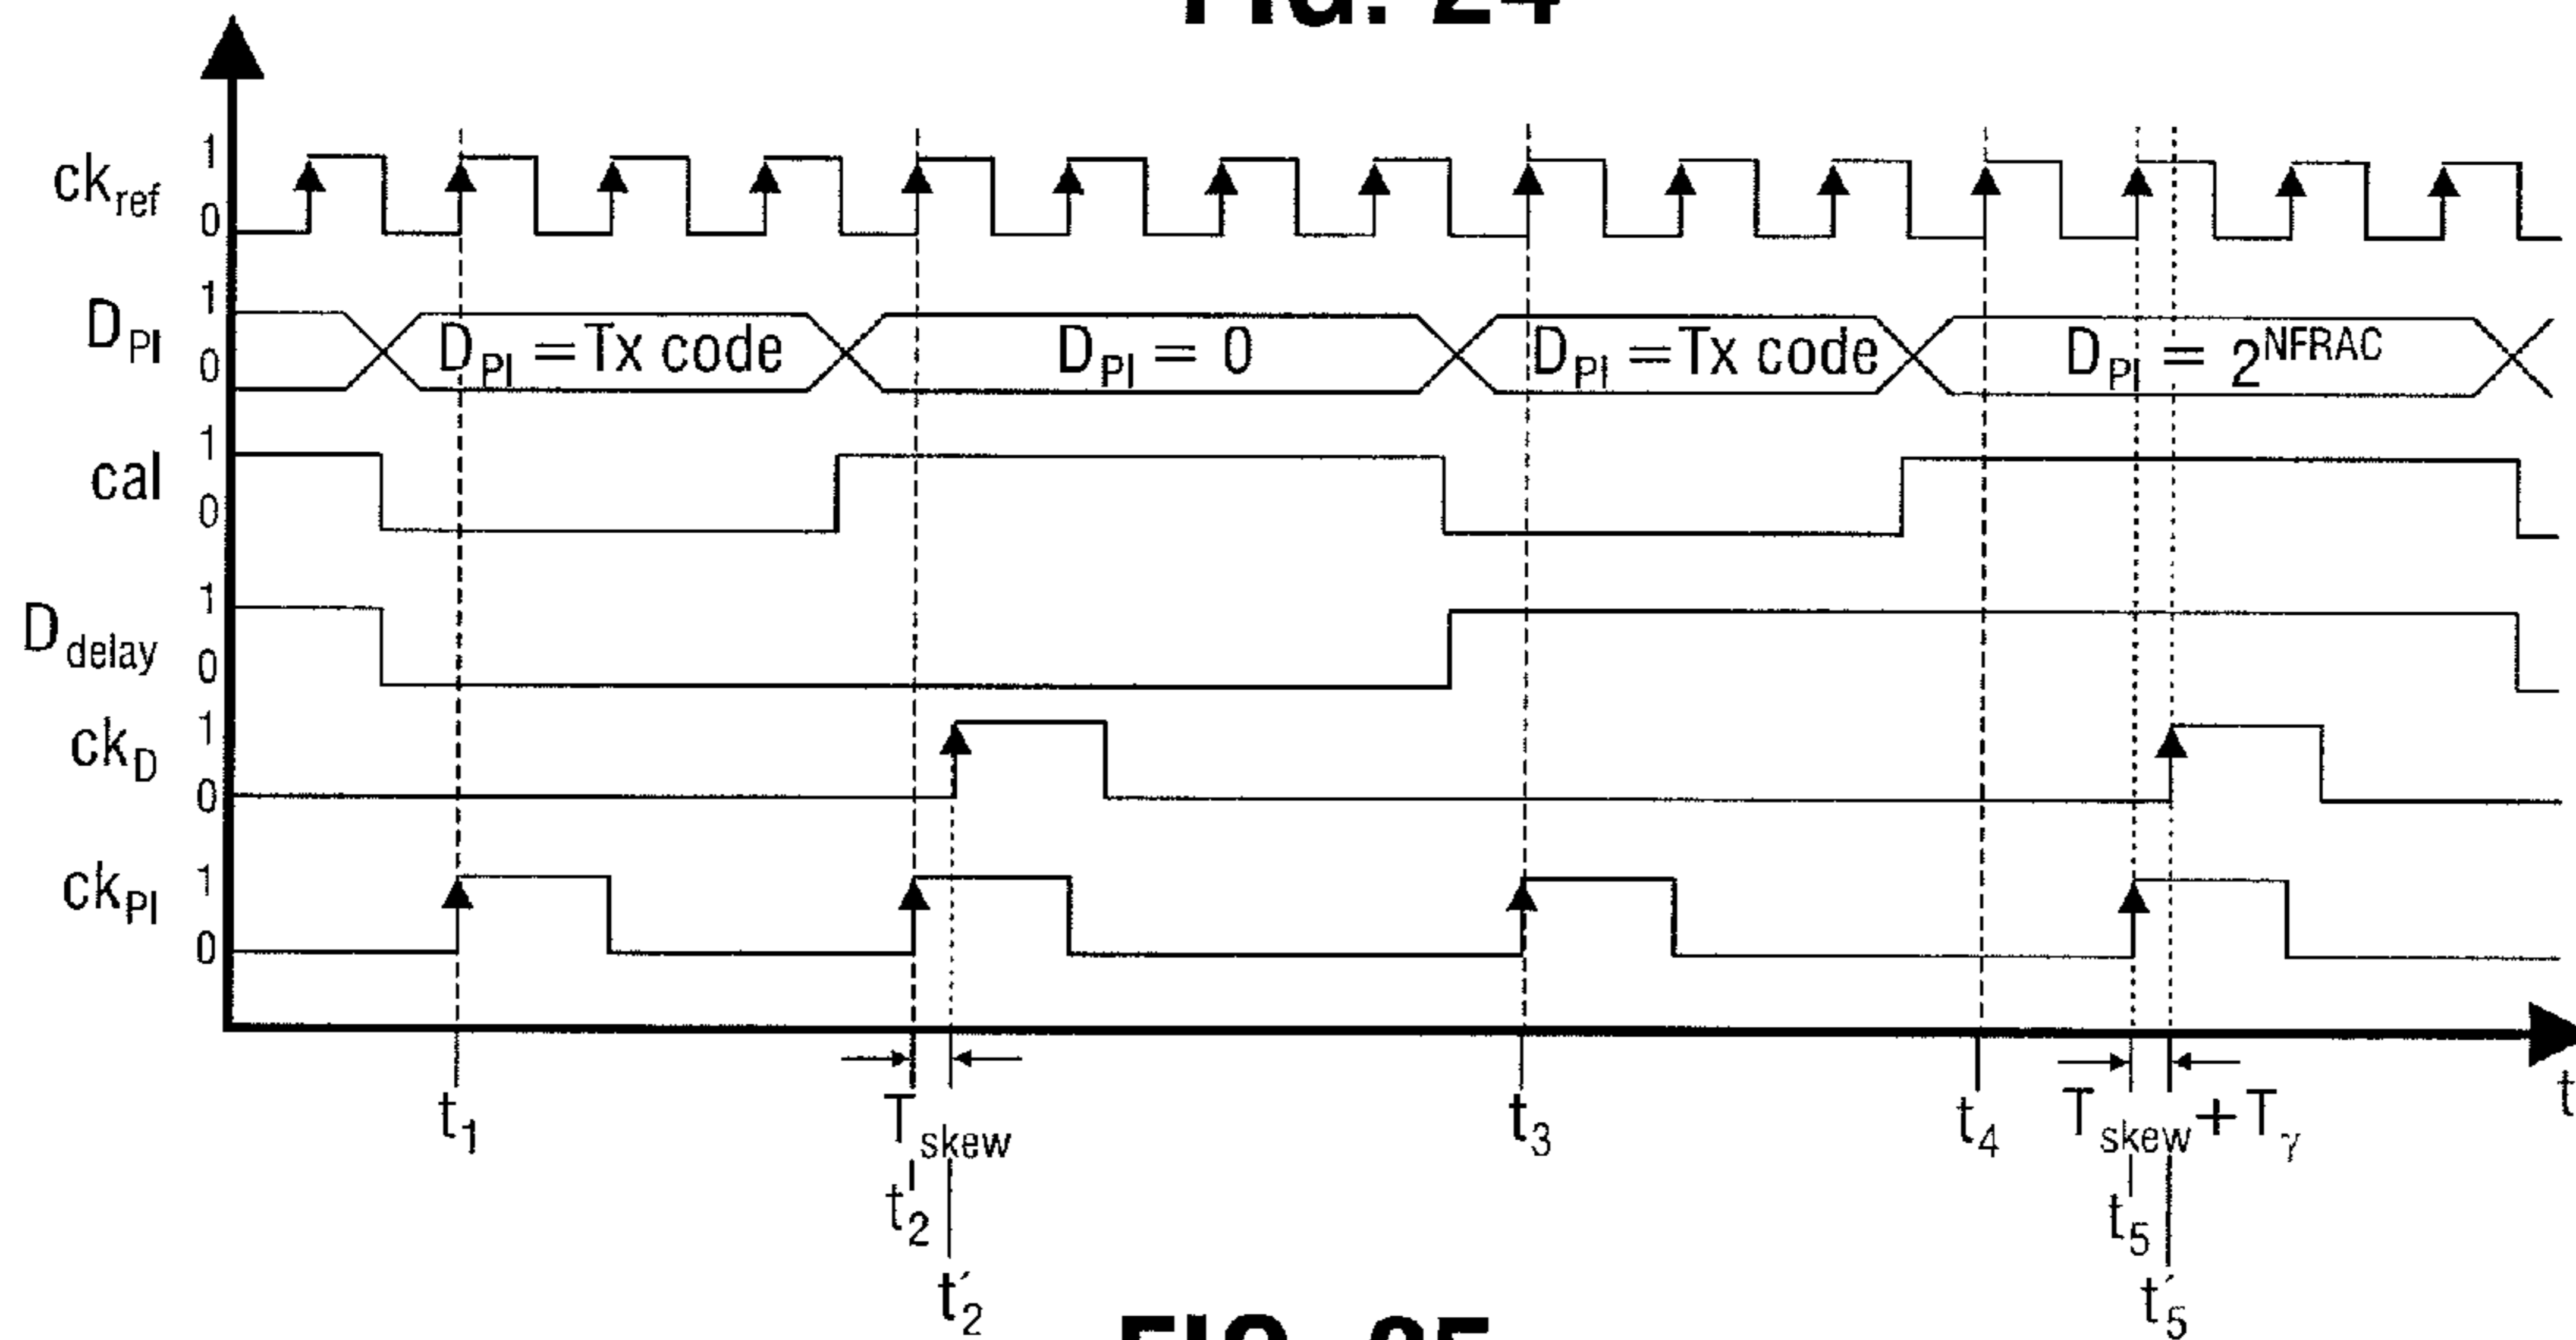 FIG. 24
ck_ref 1 0
D_PI 1 0 D_PI = Tx code D_PI = 0 D_PI = Tx code D_PI = 2^NFRAC
cal 1 0
D_delay 1 0
ck_D 1 0
ck_PI 1 0
t
t_1 T_skew t_3 t_4 T_skew + T_γ
t_2 t_5
t′_2 t′_5
FIG. 25